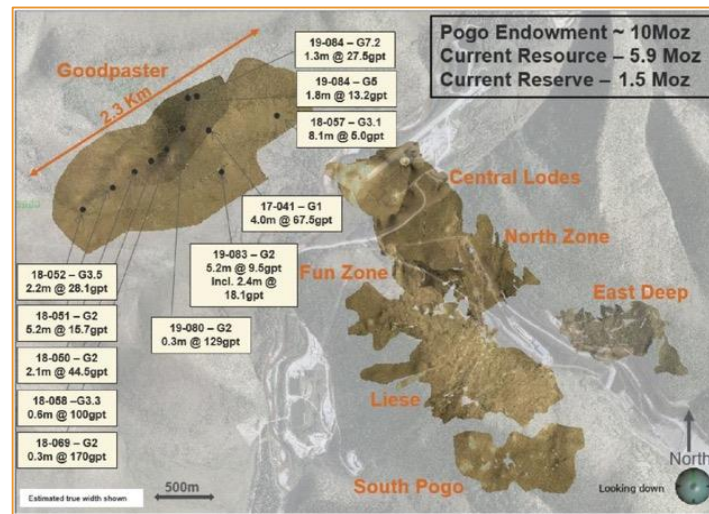 Pogo Endowment ~ 10Moz
Current Resource – 5.9 Moz
Current Reserve – 1.5 Moz
19-084 – G7.2
1.3m @ 27.5gpt
Goodpaster
2.3 Km
19-084 – G5
1.8m @ 13.2gpt
18-057 – G3.1
8.1m @ 5.0gpt
Central Lodes
17-041 – G1
4.0m @ 67.5gpt
North Zone
19-083 – G2
5.2m @ 9.5gpt
Incl. 2.4m @
18.1gpt
Fun Zone
18-052 – G3.5
2.2m @ 28.1gpt
East Deep
18-051 – G2
5.2m @ 15.7gpt
19-080 – G2
0.3m @ 129gpt
18-050 – G2
2.1m @ 44.5gpt
18-058 – G3.3
0.6m @ 100gpt
Liese
18-069 – G2
0.3m @ 170gpt
North
South Pogo
Looking down
Estimated true width shown
500m